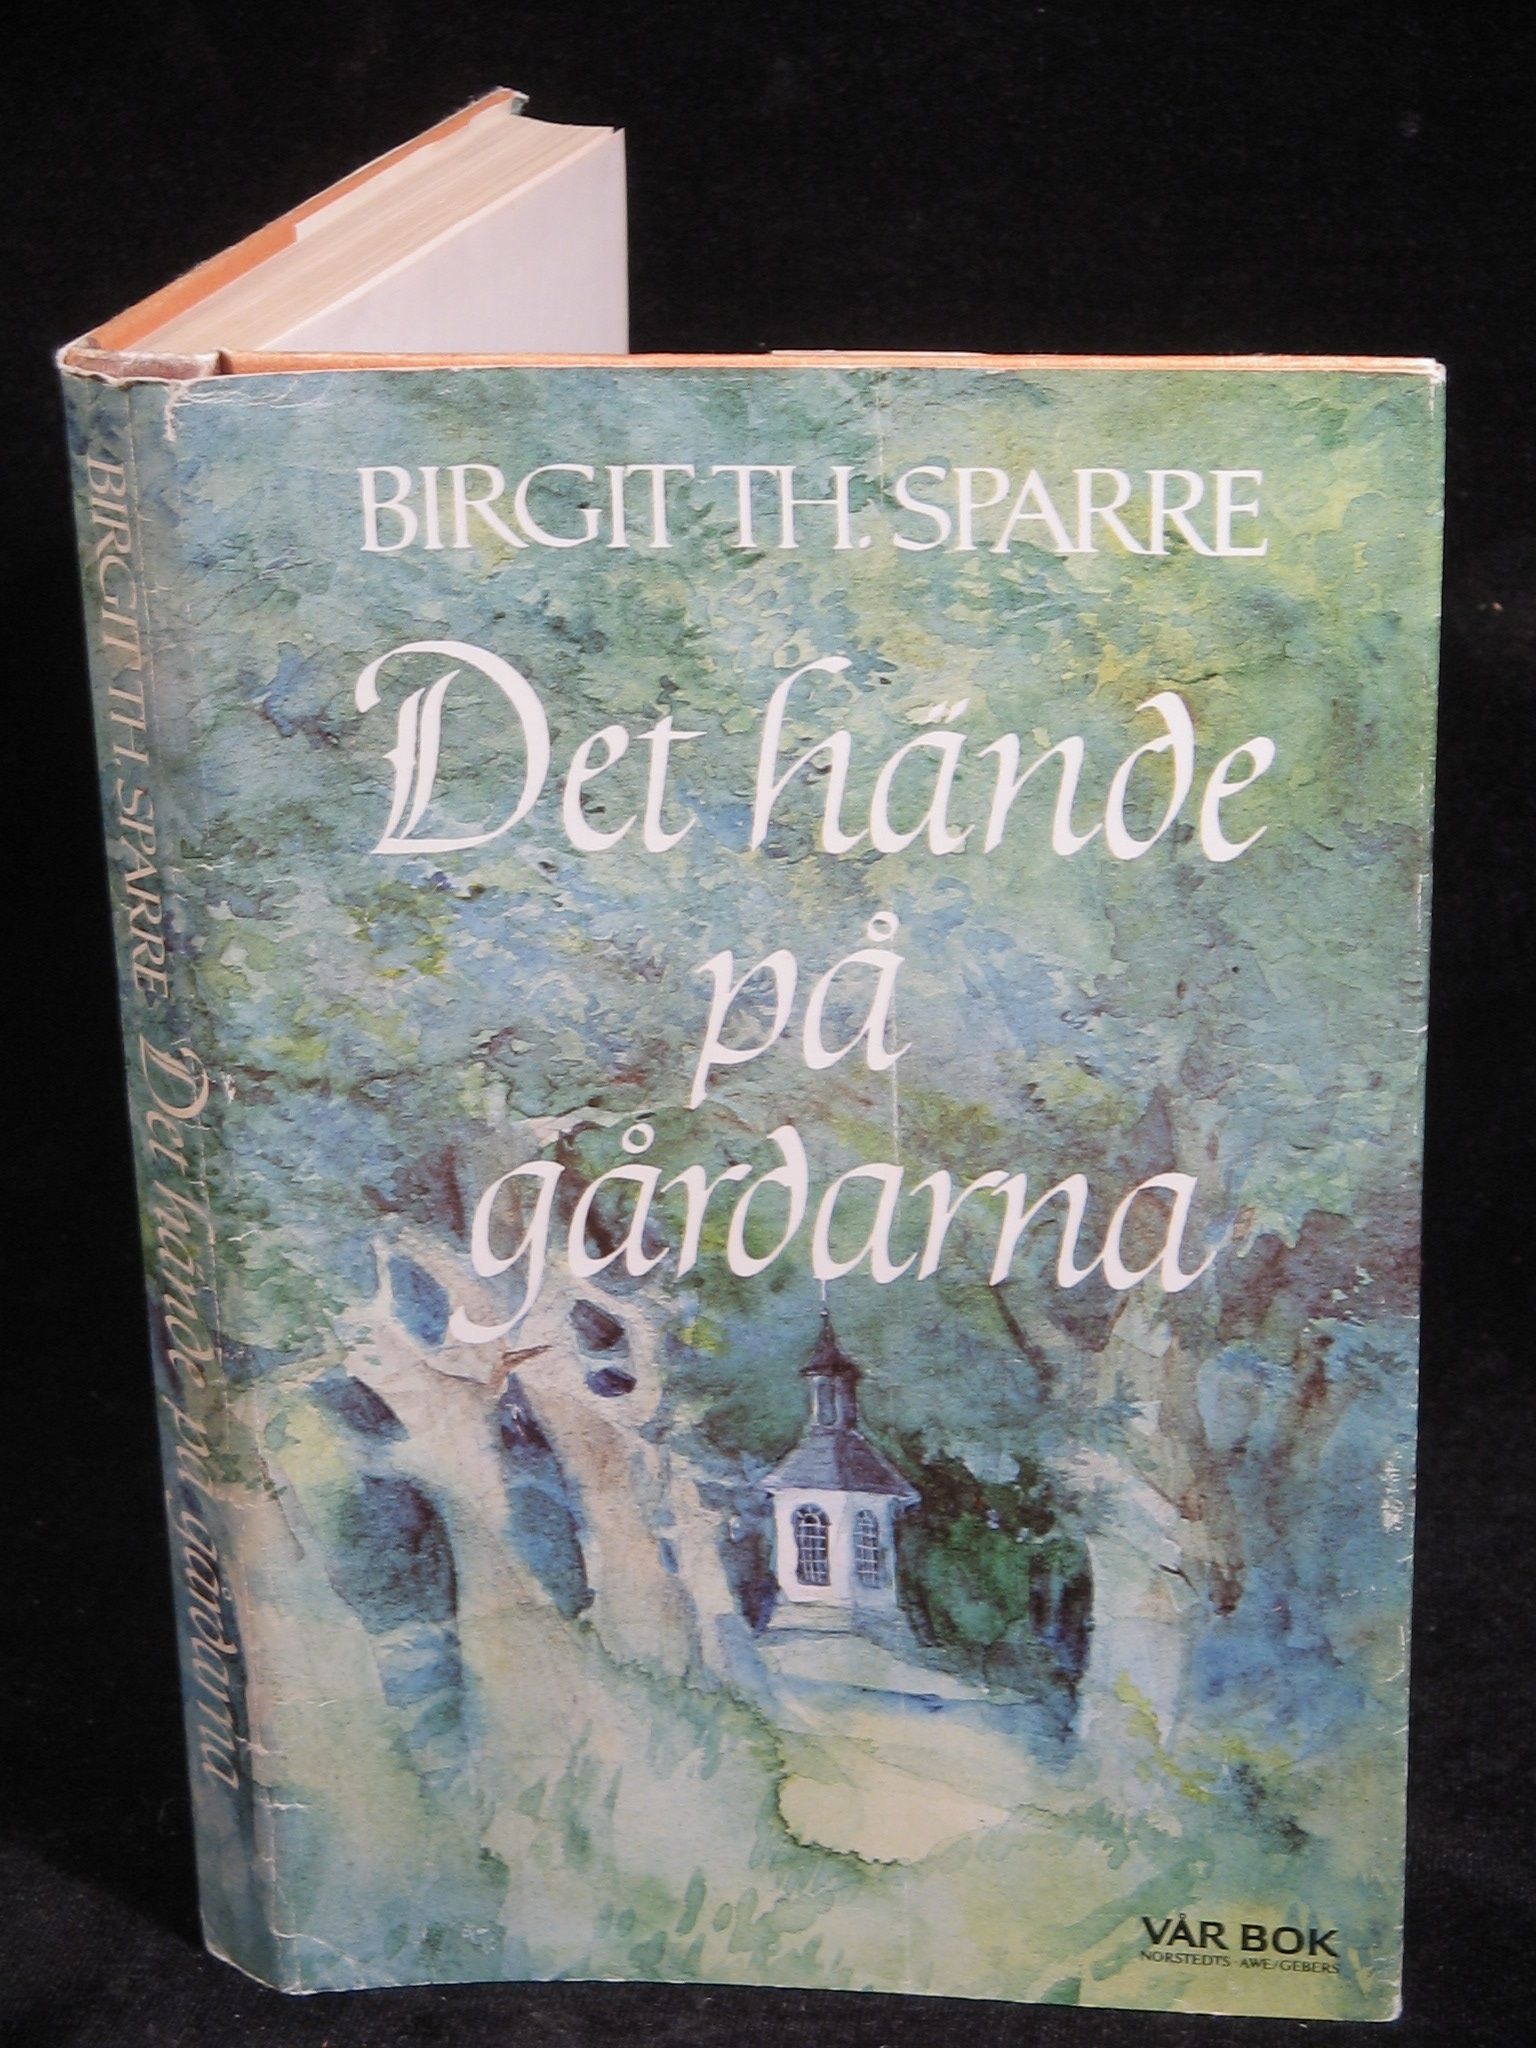 BIRGIT TH. SPARRE
Det hände
på
gårdarna
VÅR BOK
NORSTEDTS · AWE/GEBERS
BIRGIT TH. SPARRE Det hände på gårdarna